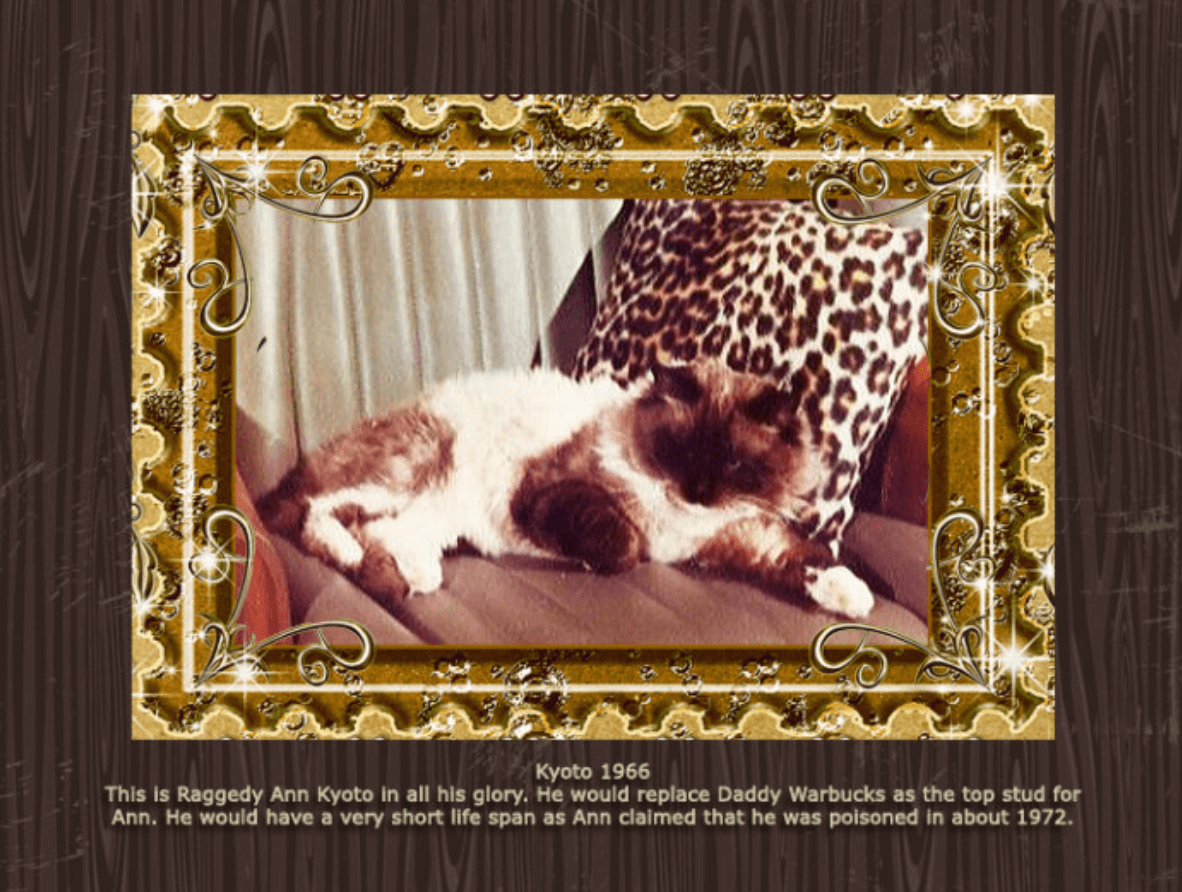 Kyoto 1966
This is Raggedy Ann Kyoto in all his glory. He would replace Daddy Warbucks as the top stud for
Ann. He would have a very short life span as Ann claimed that he was poisoned in about 1972.